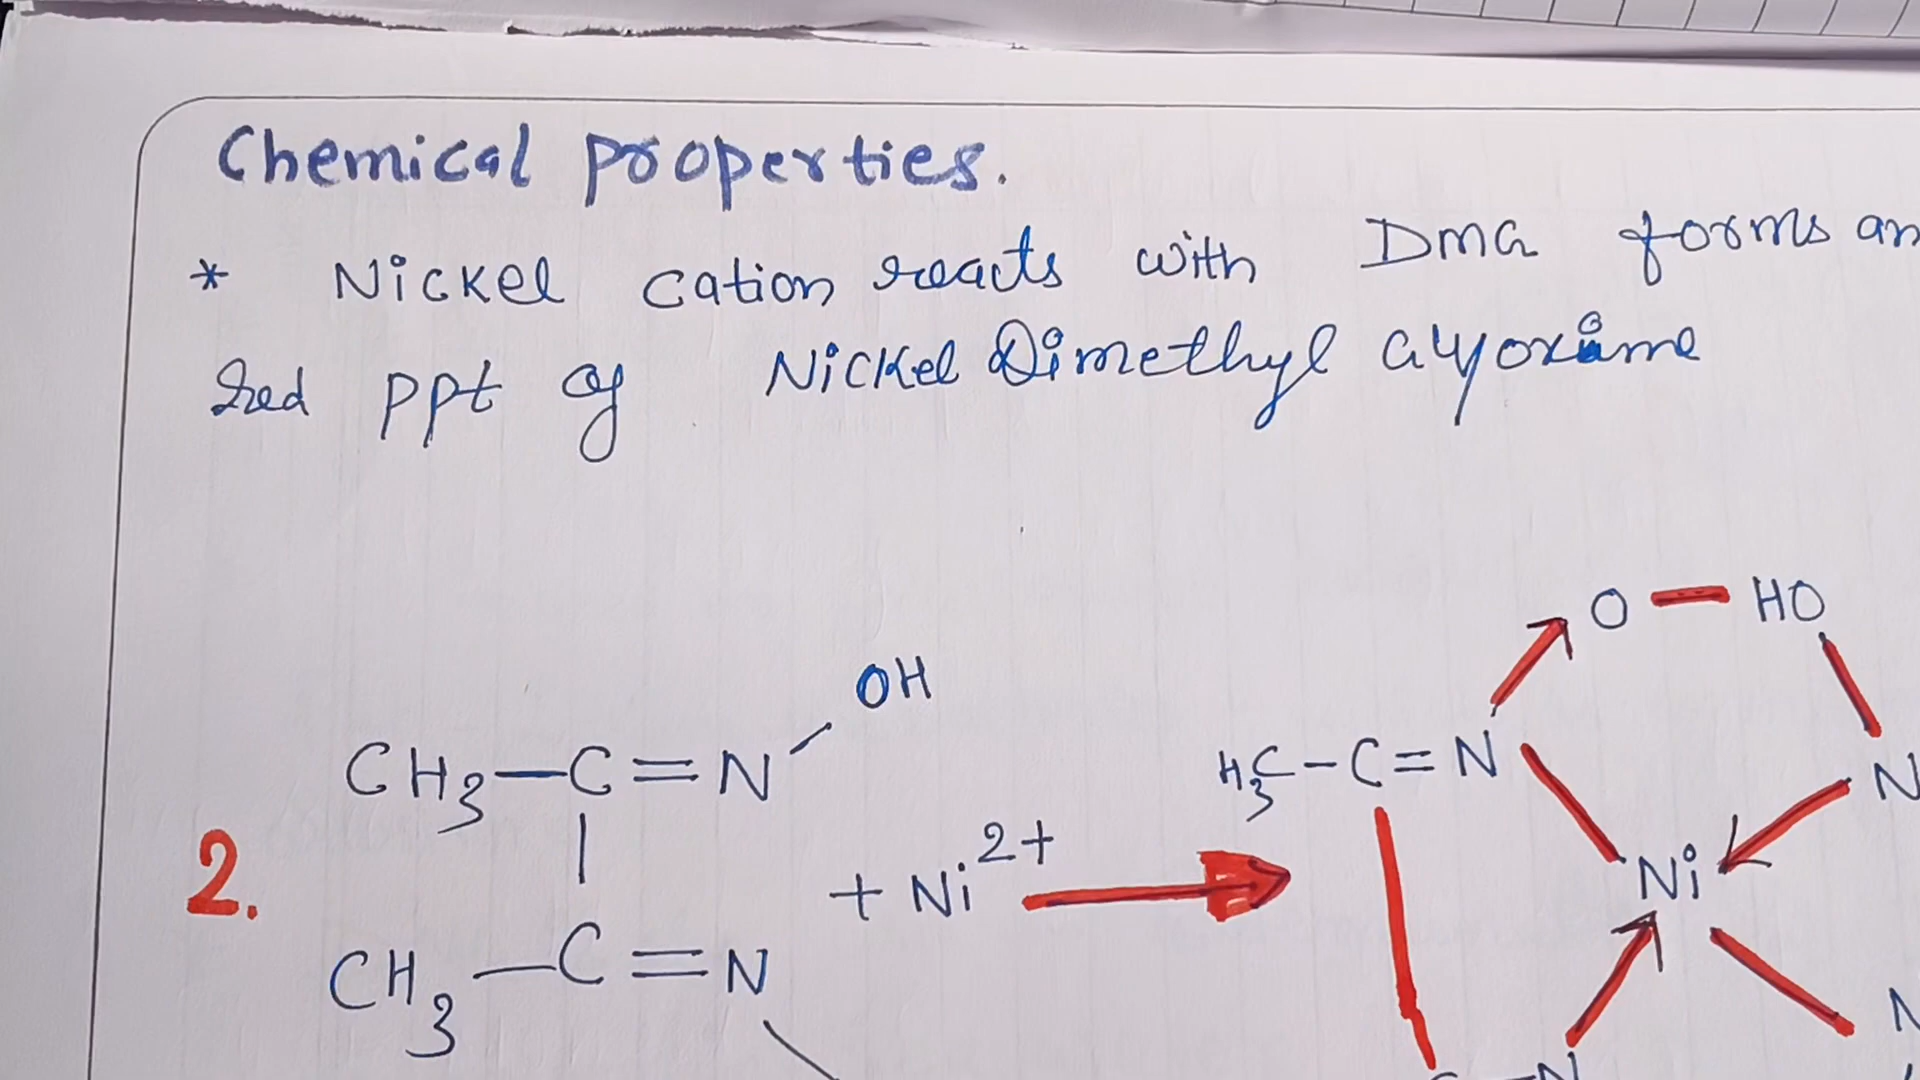 Chemical properties.
* Nickel cation reacts with DMG forms an
red ppt of Nickel Dimethyl Glyoxime
O - HO
OH
CH3-C=N
H3C-C=N
N
2.
+ Ni2+
Ni
CH3-C=N
N
C=N